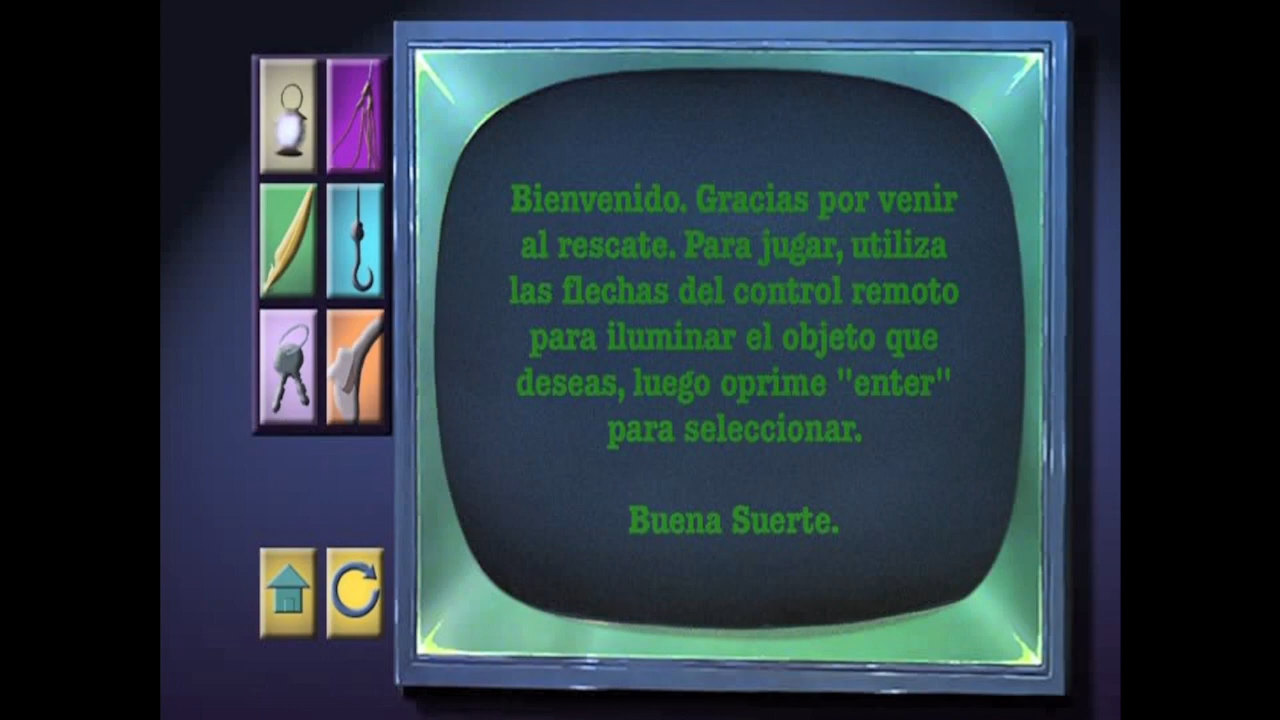 Bienvenido. Gracias por venir
al rescate. Para jugar, utiliza
las flechas del control remoto
para iluminar el objeto que
deseas, luego oprime "enter"
para seleccionar.
Buena Suerte.